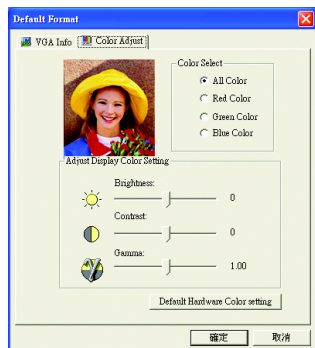 Default Format
VGA Info
Color Adjust
Color Select
All Color
Red Color
Green Color
Blue Color
Adjust Display Color Setting
Brightness:
0
Contrast:
0
Gamma:
1.00
Default Hardware Color setting
確定
取消